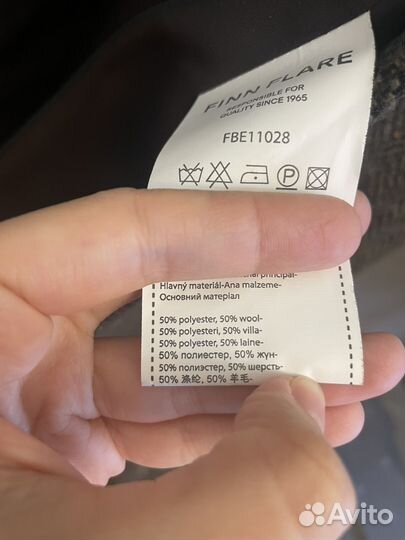 FINN FLARE
RESPONSIBLE FOR
QUALITY SINCE 1965
FBE11028
principal-
Hlavný materiál-Ana malzeme-
Основний матеріал
50% polyester, 50% wool-
50% polyesteri, 50% villa-
50% polyester, 50% laine-
50% полиестер, 50% жүн-
50% полиэстер, 50% шерсть-
50% 涤纶, 50% 羊毛-
Avito